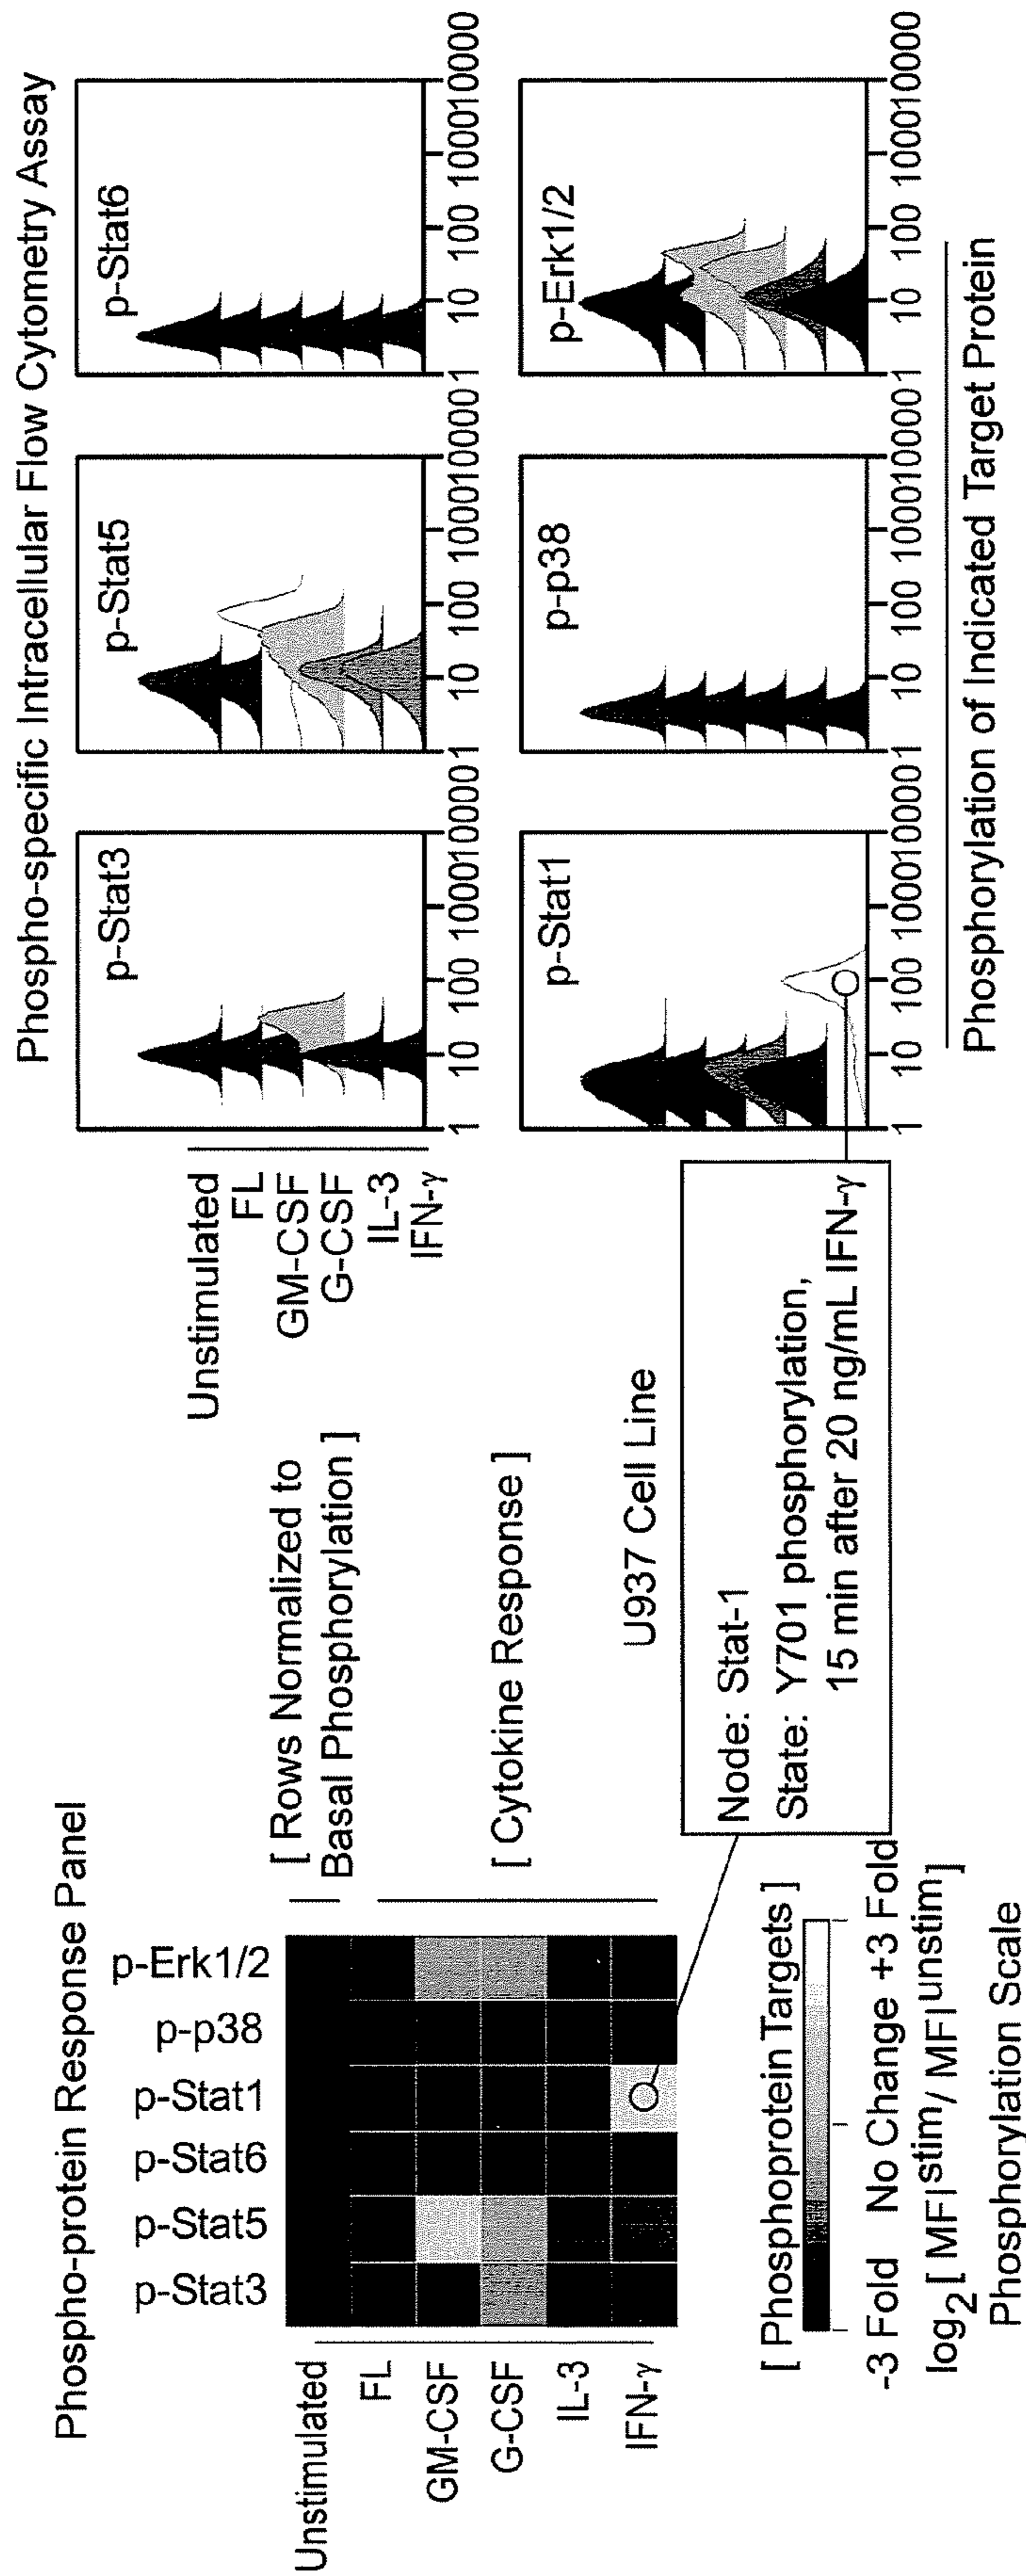 Phospho-protein Response Panel
p-Stat3
p-Stat5
p-Stat6
p-Stat1
p-p38
p-Erk1/2
Unstimulated
FL
GM-CSF
G-CSF
IL-3
IFN-γ
[ Rows Normalized to
Basal Phosphorylation ]
[ Cytokine Response ]
U937 Cell Line
[ Phosphoprotein Targets ]
-3 Fold No Change +3 Fold
log2 [ MFI stim/ MFI unstim]
Phosphorylation Scale
Node: Stat-1
State: Y701 phosphorylation,
15 min after 20 ng/mL IFN-γ
Phospho-specific Intracellular Flow Cytometry Assay
Unstimulated
FL
GM-CSF
G-CSF
IL-3
IFN-γ
p-Stat3
1 10 100 1000 10000
p-Stat5
1 10 100 1000 10000
p-Stat6
1 10 100 1000 10000
p-Stat1
1 10 100 1000 10000
p-p38
1 10 100 1000 10000
p-Erk1/2
1 10 100 1000 10000
Phosphorylation of Indicated Target Protein